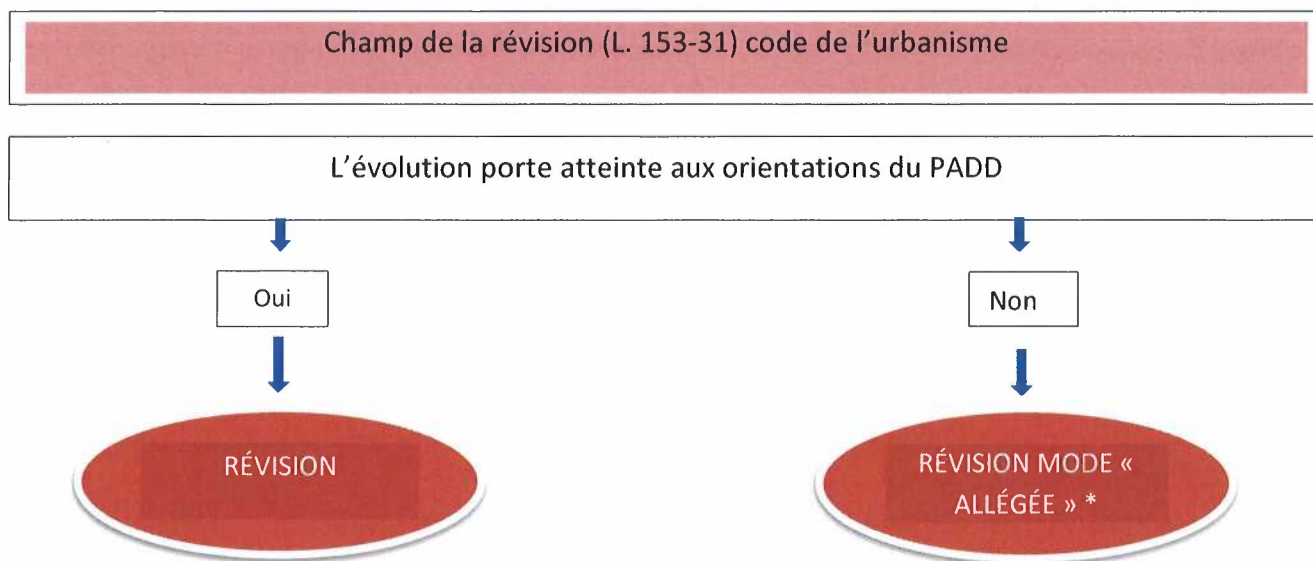 Champ de la révision (L. 153-31) code de l’urbanisme
L’évolution porte atteinte aux orientations du PADD
Oui
Non
RÉVISION
RÉVISION MODE «
ALLÉGÉE » *